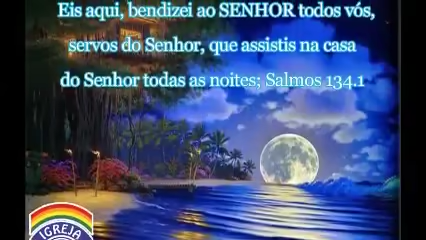 Eis aqui, bendizei ao SENHOR todos vós,
servos do Senhor, que assistis na casa
do Senhor todas as noites; Salmos 134.1
IGREJA